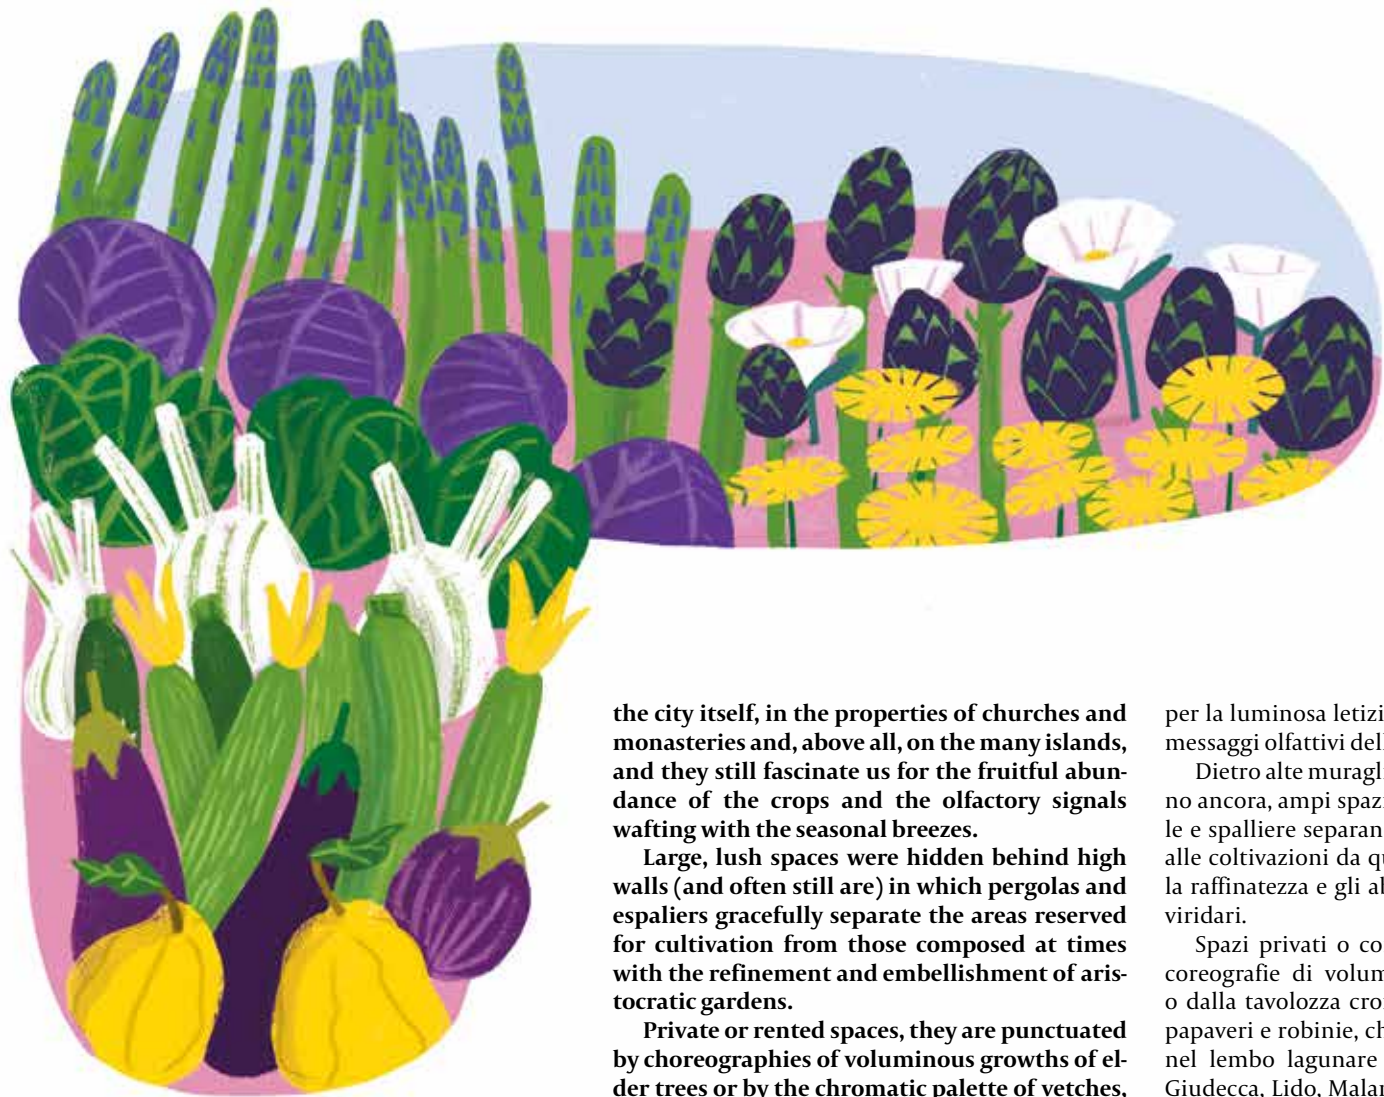 the city itself, in the properties of churches and
monasteries and, above all, on the many islands,
and they still fascinate us for the fruitful abun-
dance of the crops and the olfactory signals
wafting with the seasonal breezes.
Large, lush spaces were hidden behind high
walls (and often still are) in which pergolas and
espaliers gracefully separate the areas reserved
for cultivation from those composed at times
with the refinement and embellishment of aris-
tocratic gardens.
Private or rented spaces, they are punctuated
by choreographies of voluminous growths of el-
der trees or by the chromatic palette of vetches,
per la luminosa letizi
messaggi olfattivi dell
Dietro alte muragli
no ancora, ampi spazi
le e spalliere separan
alle coltivazioni da qu
la raffinatezza e gli ab
viridari.
Spazi privati o co
coreografie di volum
o dalla tavolozza cro
papaveri e robinie, ch
nel lembo lagunare
Giudecca, Lido, Malam